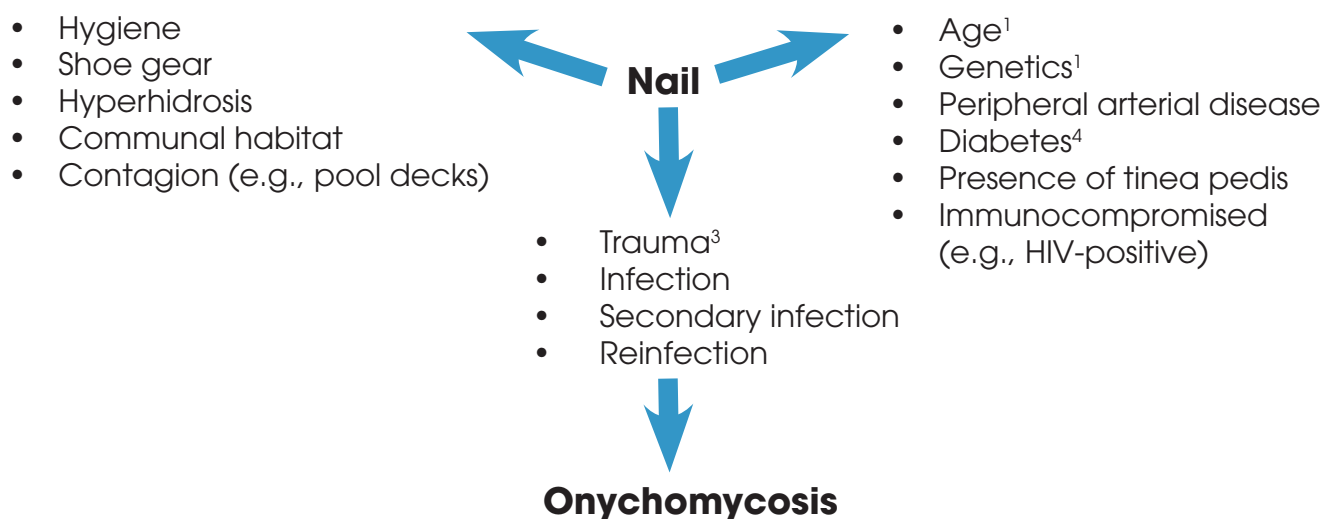 • Hygiene
• Shoe gear
• Hyperhidrosis
• Communal habitat
• Contagion (e.g., pool decks)
Nail
• Age¹
• Genetics¹
• Peripheral arterial disease
• Diabetes⁴
• Presence of tinea pedis
• Immunocompromised
(e.g., HIV-positive)
• Trauma³
• Infection
• Secondary infection
• Reinfection
Onychomycosis